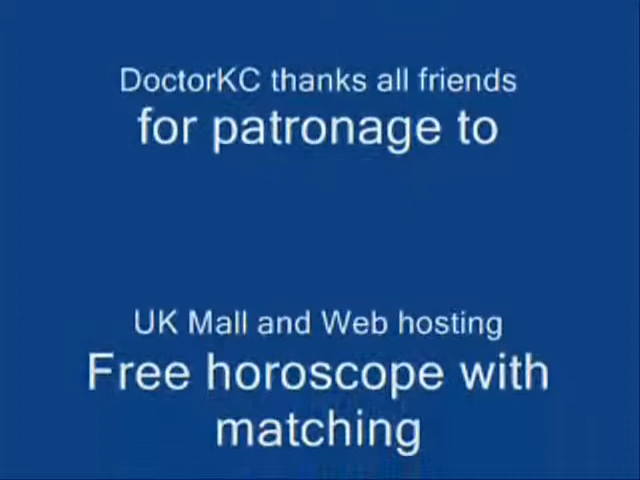 DoctorKC thanks all friends
for patronage to
UK Mall and Web hosting
Free horoscope with
matching